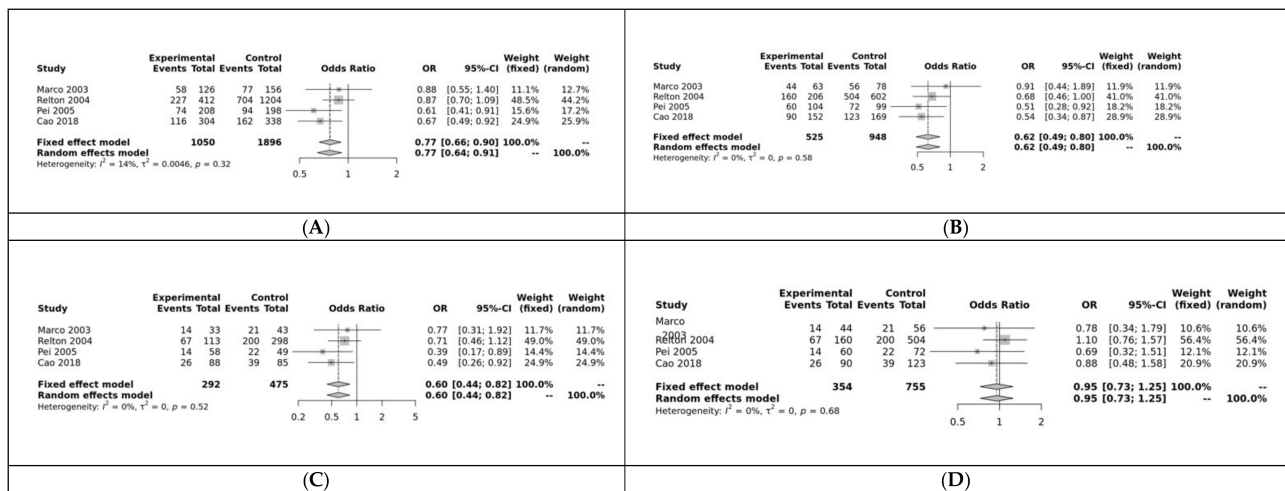 Experimental Control Weight Weight
Study Events Total Events Total Odds Ratio OR 95%-CI (fixed) (random)
Marco 2003 58 126 77 156 0.88 [0.55; 1.40] 11.1% 12.7%
Relton 2004 227 412 704 1204 0.87 [0.70; 1.09] 48.5% 44.2%
Pei 2005 74 208 94 198 0.61 [0.41; 0.91] 15.6% 17.2%
Cao 2018 116 304 162 338 0.67 [0.49; 0.92] 24.9% 25.9%
Fixed effect model 1050 1896 0.77 [0.66; 0.90] 100.0% --
Random effects model 0.77 [0.64; 0.91] -- 100.0%
Heterogeneity: I² = 14%, τ² = 0.0046, p = 0.32
0.5 1 2
(A)
Experimental Control Weight Weight
Study Events Total Events Total Odds Ratio OR 95%-CI (fixed) (random)
Marco 2003 44 63 56 78 0.91 [0.44; 1.89] 11.9% 11.9%
Relton 2004 160 206 504 602 0.68 [0.46; 1.00] 41.0% 41.0%
Pei 2005 60 104 72 99 0.51 [0.28; 0.92] 18.2% 18.2%
Cao 2018 90 152 123 169 0.54 [0.34; 0.87] 28.9% 28.9%
Fixed effect model 525 948 0.62 [0.49; 0.80] 100.0% --
Random effects model 0.62 [0.49; 0.80] -- 100.0%
Heterogeneity: I² = 0%, τ² = 0, p = 0.58
0.5 1 2
(B)
Experimental Control Weight Weight
Study Events Total Events Total Odds Ratio OR 95%-CI (fixed) (random)
Marco 2003 14 33 21 43 0.77 [0.31; 1.92] 11.7% 11.7%
Relton 2004 67 113 200 298 0.71 [0.46; 1.12] 49.0% 49.0%
Pei 2005 14 58 22 49 0.39 [0.17; 0.89] 14.4% 14.4%
Cao 2018 26 88 39 85 0.49 [0.26; 0.92] 24.9% 24.9%
Fixed effect model 292 475 0.60 [0.44; 0.82] 100.0% --
Random effects model 0.60 [0.44; 0.82] -- 100.0%
Heterogeneity: I² = 0%, τ² = 0, p = 0.52
0.2 0.5 1 2 5
(C)
Experimental Control Weight Weight
Study Events Total Events Total Odds Ratio OR 95%-CI (fixed) (random)
Marco
2003 14 44 21 56 0.78 [0.34; 1.79] 10.6% 10.6%
Relton 2004 67 160 200 504 1.10 [0.76; 1.57] 56.4% 56.4%
Pei 2005 14 60 22 72 0.69 [0.32; 1.51] 12.1% 12.1%
Cao 2018 26 90 39 123 0.88 [0.48; 1.58] 20.9% 20.9%
Fixed effect model 354 755 0.95 [0.73; 1.25] 100.0% --
Random effects model 0.95 [0.73; 1.25] -- 100.0%
Heterogeneity: I² = 0%, τ² = 0, p = 0.68
0.5 1 2
(D)